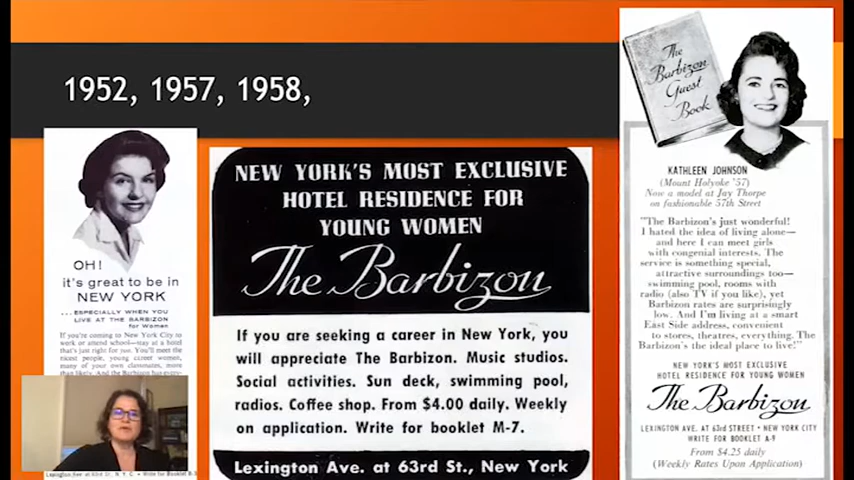 1952, 1957, 1958,
OH!
it's great to be in
NEW YORK
...ESPECIALLY WHEN YOU
LIVE AT THE BARBIZON
for Women
If you're coming to New York City to
work or attend school—stay at a hotel
that's just right for you. You'll meet the
nicest people, young career women,
many of your own classmates, more
than likely. And the Barbizon has every-
Lexington Ave. at 63rd St., N. Y. C. • Write for Booklet
NEW YORK'S MOST EXCLUSIVE
HOTEL RESIDENCE FOR
YOUNG WOMEN
The Barbizon
If you are seeking a career in New York, you
will appreciate The Barbizon. Music studios.
Social activities. Sun deck, swimming pool,
radios. Coffee shop. From $4.00 daily. Weekly
on application. Write for booklet M-7.
Lexington Ave. at 63rd St., New York
The
Barbizon
Guest
Book
KATHLEEN JOHNSON
(Mount Holyoke '57)
Now a model at Jay Thorpe
on fashionable 57th Street
"The Barbizon's just wonderful!
I hated the idea of living alone—
and here I can meet girls
with congenial interests. The
service is something special,
attractive surroundings too—
swimming pool, rooms with
radio (also TV if you like), yet
Barbizon rates are surprisingly
low. And I'm living at a smart
East Side address, convenient
to stores, theatres, everything. The
Barbizon's the ideal place to live!"
NEW YORK'S MOST EXCLUSIVE
HOTEL RESIDENCE FOR YOUNG WOMEN
The Barbizon
LEXINGTON AVE. at 63rd STREET • NEW YORK CITY
WRITE FOR BOOKLET A-9
From $4.25 daily
(Weekly Rates Upon Application)